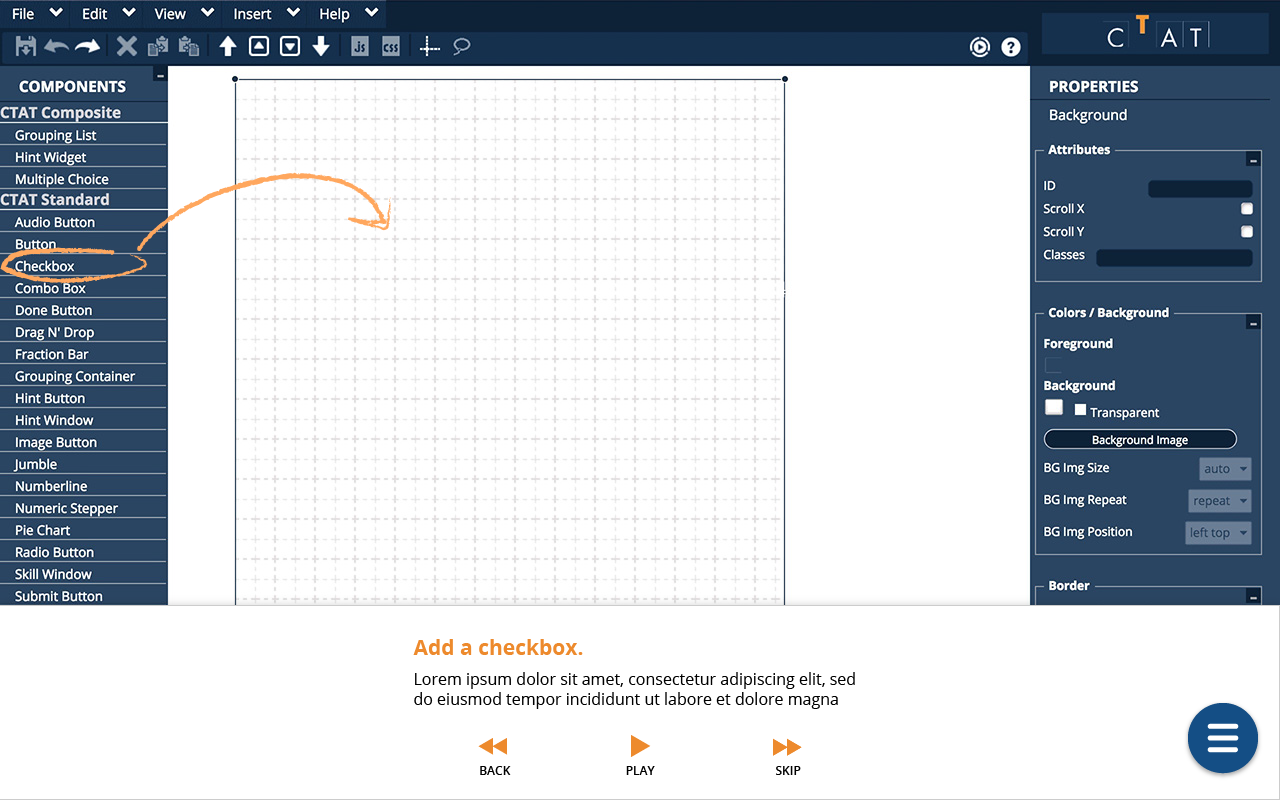 File Edit View Insert Help
.js css ?
C T A T
COMPONENTS
CTAT Composite
Grouping List
Hint Widget
Multiple Choice
CTAT Standard
Audio Button
Button
Checkbox
Combo Box
Done Button
Drag N' Drop
Fraction Bar
Grouping Container
Hint Button
Hint Window
Image Button
Jumble
Numberline
Numeric Stepper
Pie Chart
Radio Button
Skill Window
Submit Button
PROPERTIES
Background
Attributes
ID
Scroll X
Scroll Y
Classes
Colors / Background
Foreground
Background
Transparent
Background Image
BG Img Size auto
BG Img Repeat repeat
BG Img Position left top
Border
Add a checkbox.
Lorem ipsum dolor sit amet, consectetur adipiscing elit, sed
do eiusmod tempor incididunt ut labore et dolore magna
BACK PLAY SKIP